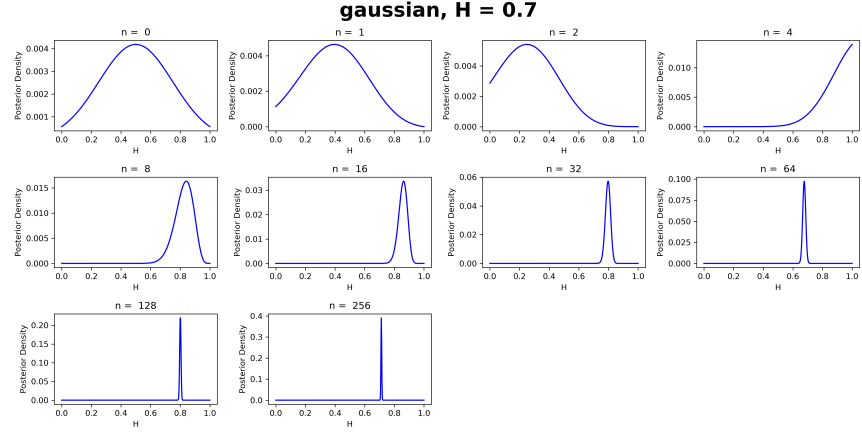 gaussian, H = 0.7
n = 0
Posterior Density
0.004
0.003
0.002
0.001
0.0 0.2 0.4 0.6 0.8 1.0
H
n = 1
Posterior Density
0.004
0.002
0.000
0.0 0.2 0.4 0.6 0.8 1.0
H
n = 2
Posterior Density
0.004
0.002
0.000
0.0 0.2 0.4 0.6 0.8 1.0
H
n = 4
Posterior Density
0.010
0.005
0.000
0.0 0.2 0.4 0.6 0.8 1.0
H
n = 8
Posterior Density
0.015
0.010
0.005
0.000
0.0 0.2 0.4 0.6 0.8 1.0
H
n = 16
Posterior Density
0.03
0.02
0.01
0.00
0.0 0.2 0.4 0.6 0.8 1.0
H
n = 32
Posterior Density
0.06
0.04
0.02
0.00
0.0 0.2 0.4 0.6 0.8 1.0
H
n = 64
Posterior Density
0.100
0.075
0.050
0.025
0.000
0.0 0.2 0.4 0.6 0.8 1.0
H
n = 128
Posterior Density
0.20
0.15
0.10
0.05
0.00
0.0 0.2 0.4 0.6 0.8 1.0
H
n = 256
Posterior Density
0.4
0.3
0.2
0.1
0.0
0.0 0.2 0.4 0.6 0.8 1.0
H